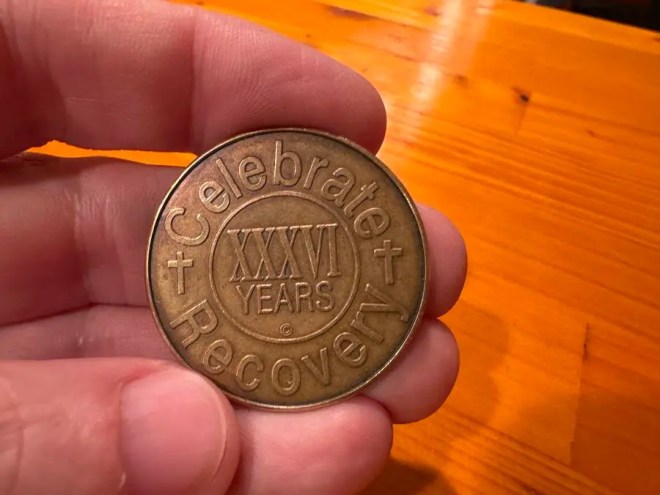 Celebrate
XXXVI
YEARS
©
Recovery